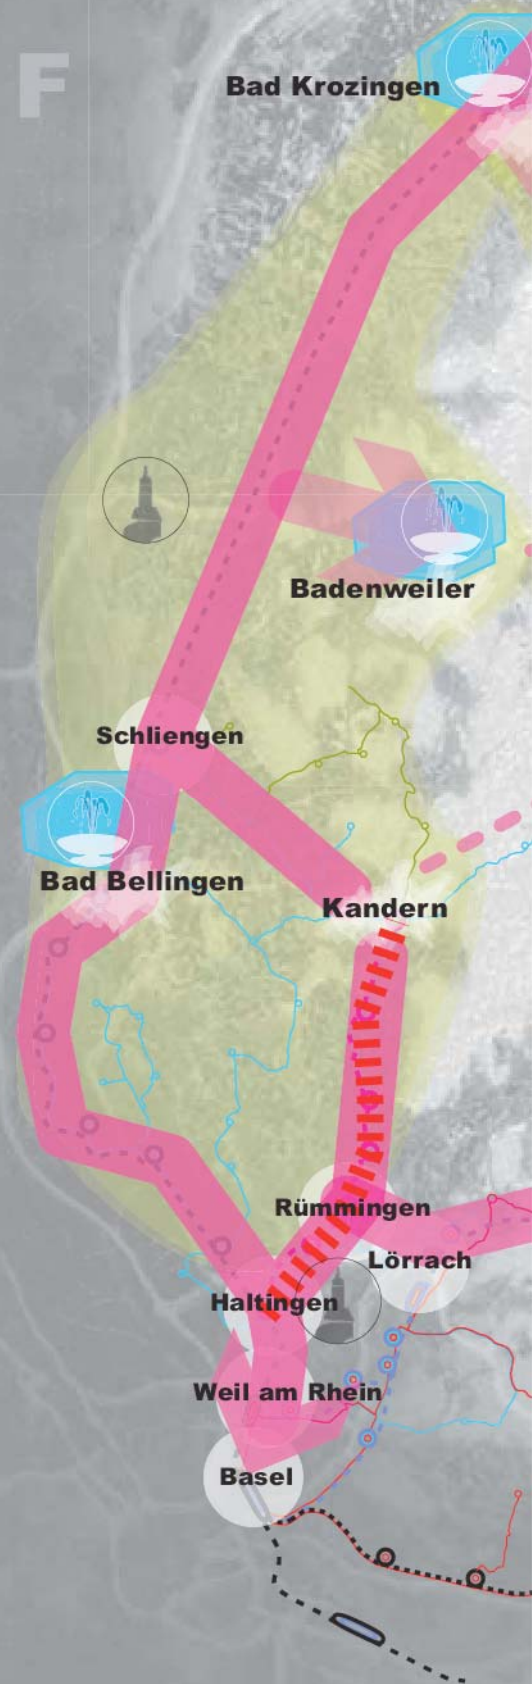 F
Bad Krozingen
Badenweiler
Schliengen
Bad Bellingen
Kandern
Rümmingen
Lörrach
Haltingen
Weil am Rhein
Basel